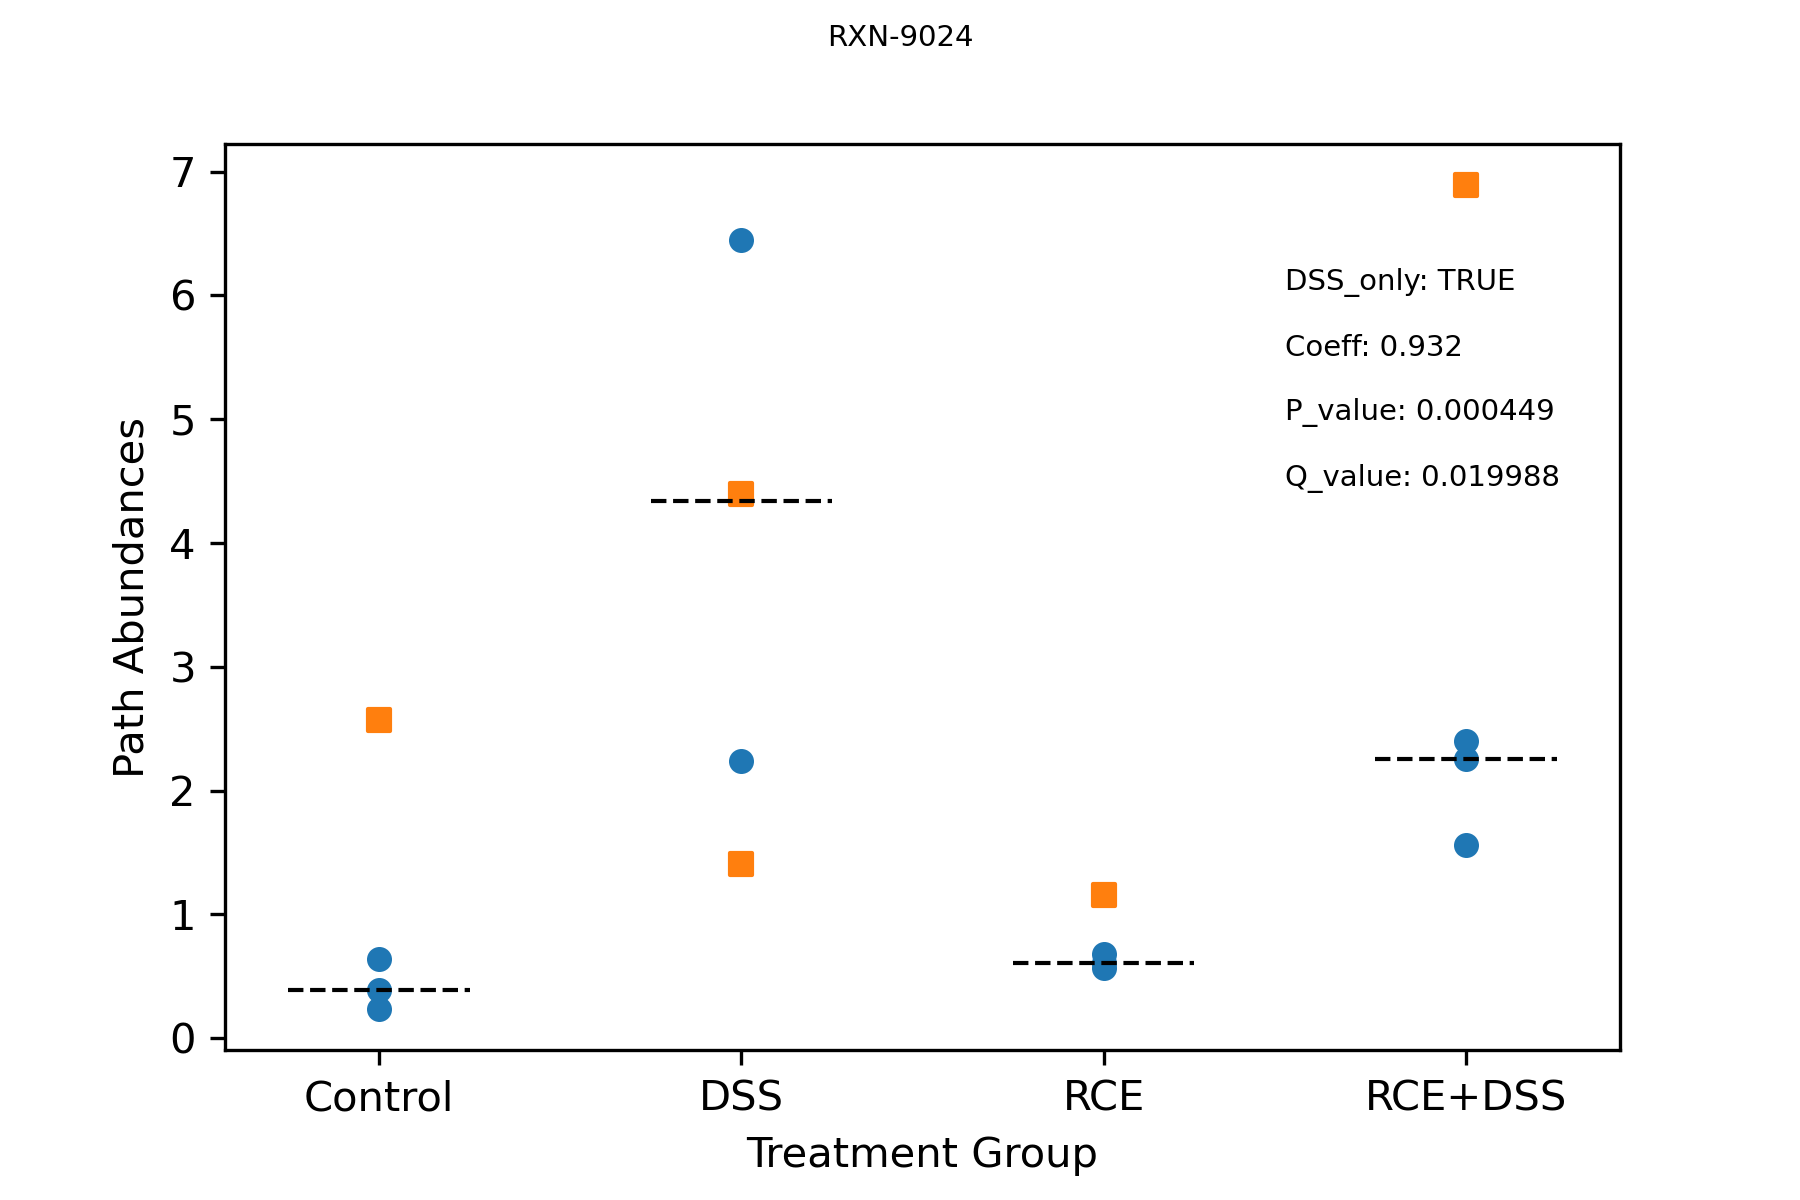 RXN-9024
7
6
5
4
3
2
1
0
Path Abundances
DSS_only: TRUE
Coeff: 0.932
P_value: 0.000449
Q_value: 0.019988
Control DSS RCE RCE+DSS
Treatment Group